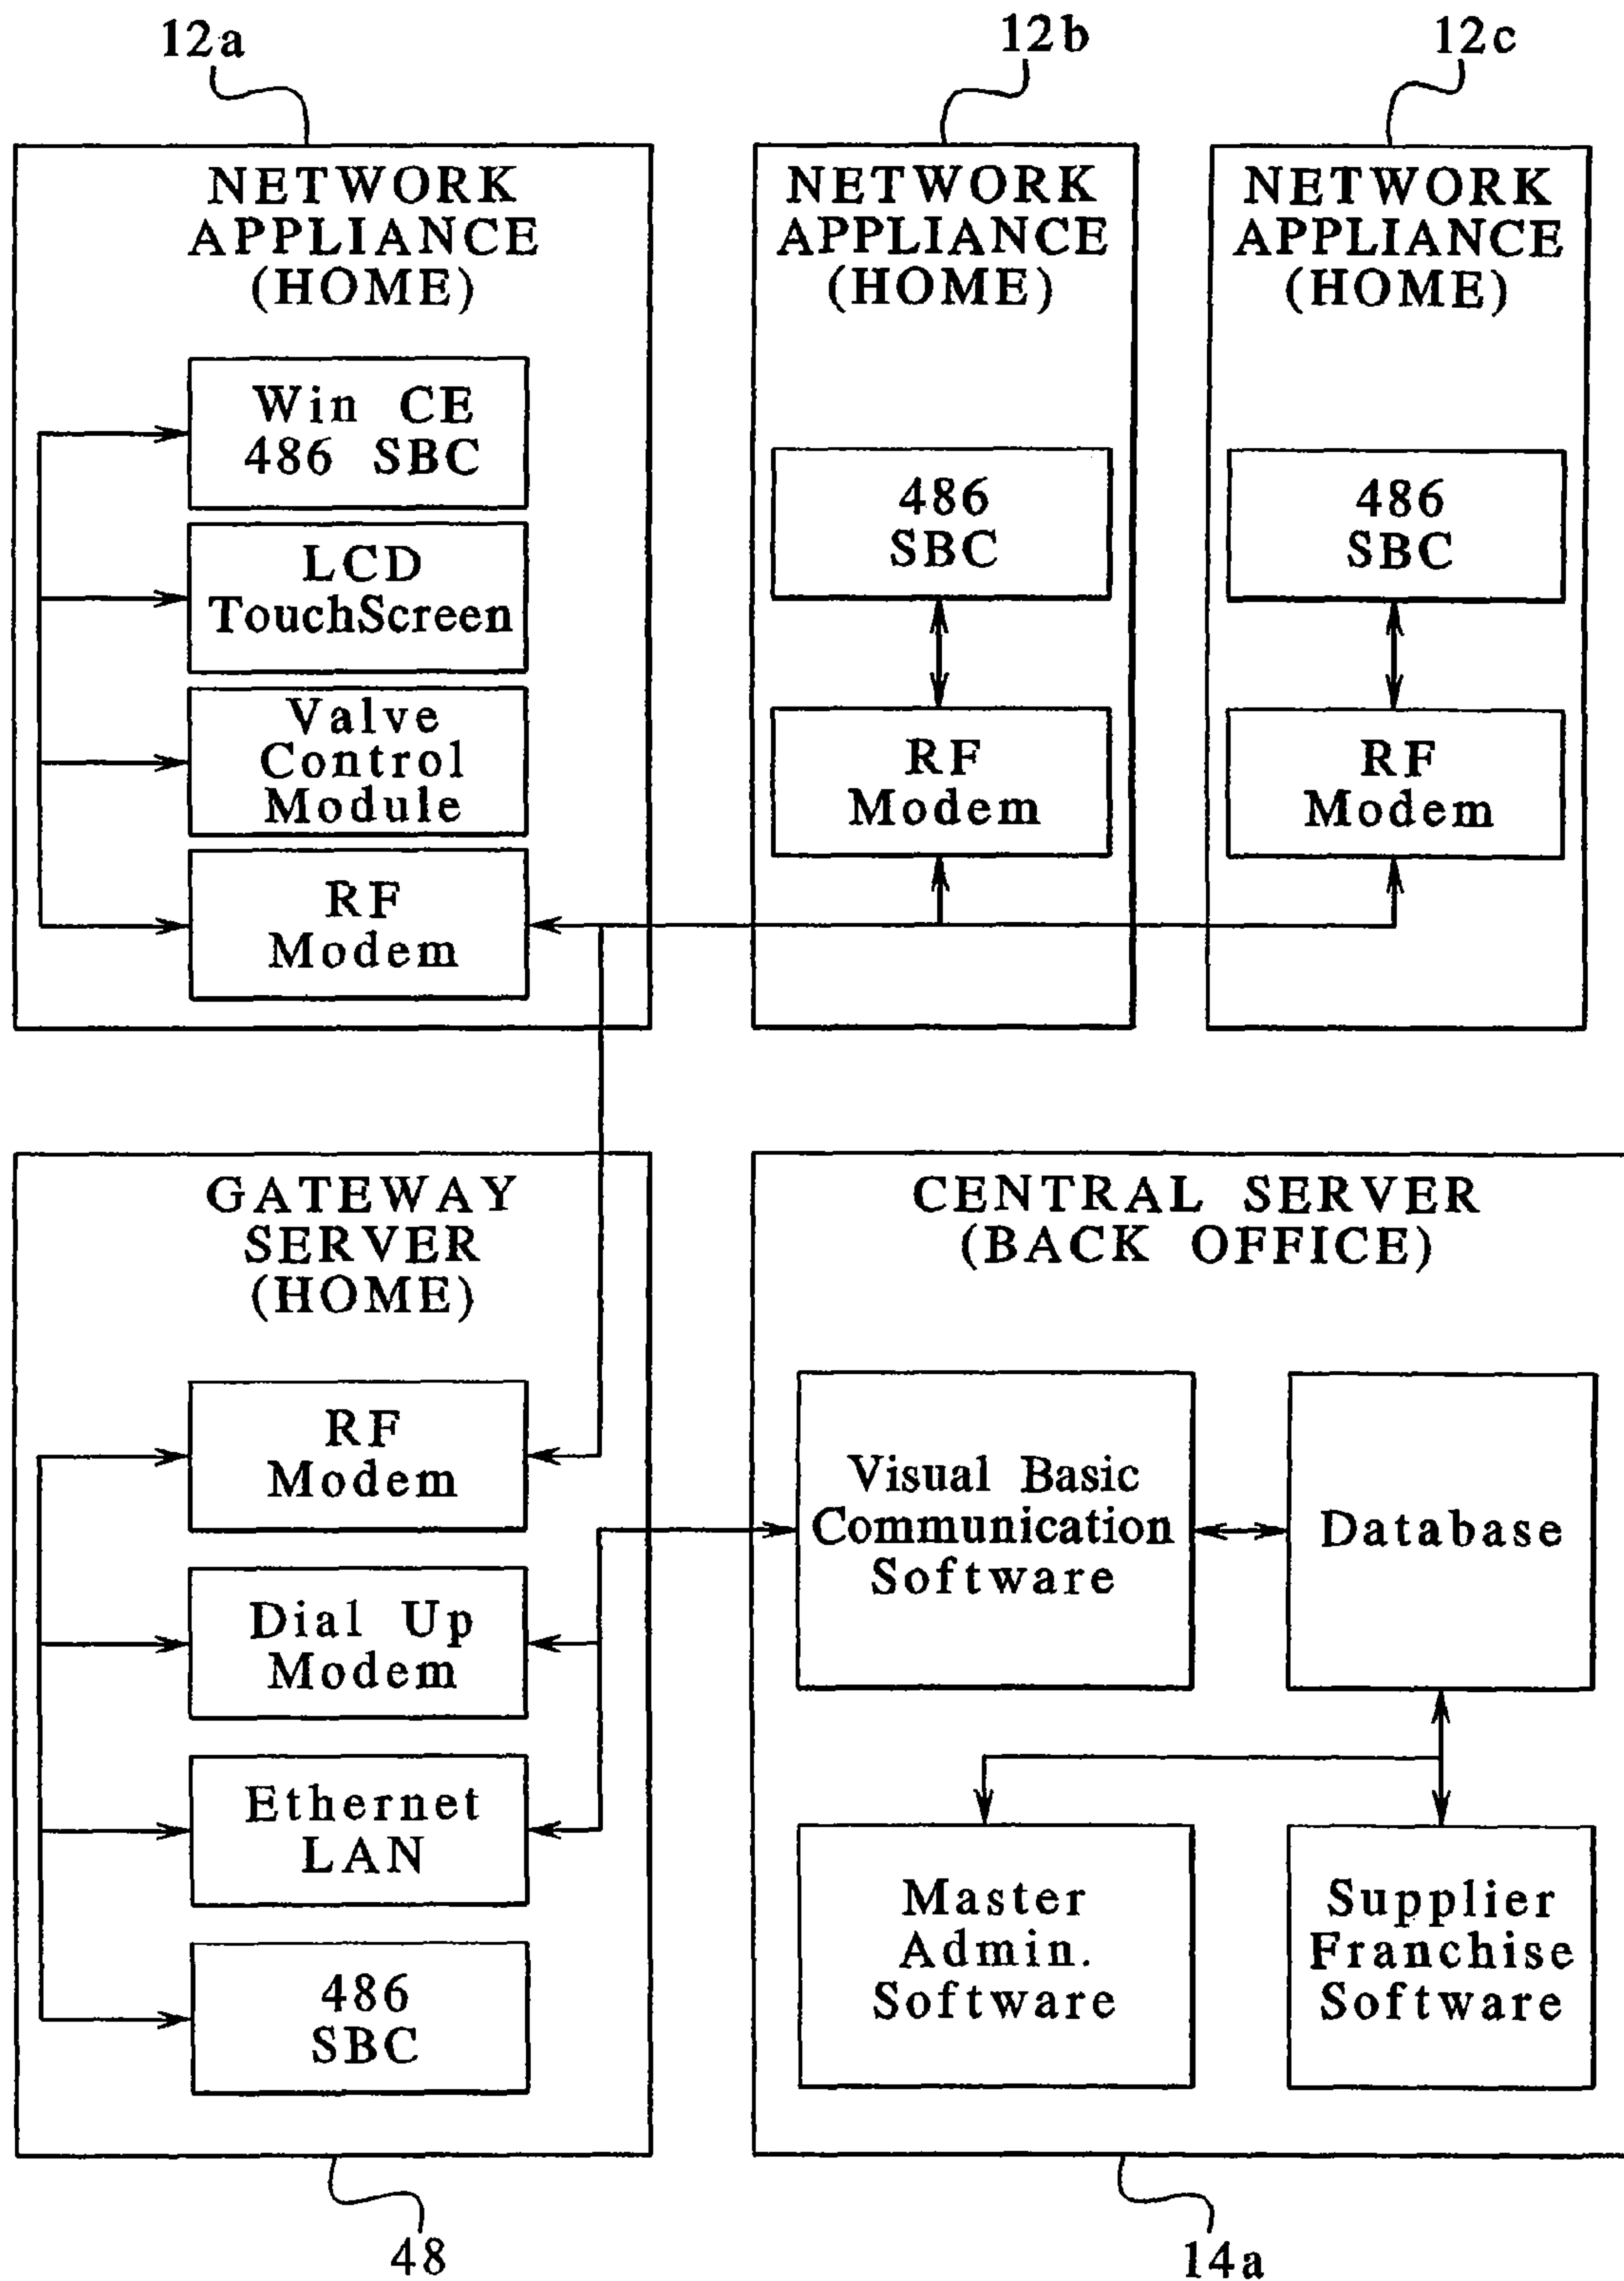 12a
12b
12c
NETWORK
APPLIANCE
(HOME)
Win CE
486 SBC
LCD
TouchScreen
Valve
Control
Module
RF
Modem
NETWORK
APPLIANCE
(HOME)
486
SBC
RF
Modem
NETWORK
APPLIANCE
(HOME)
486
SBC
RF
Modem
GATEWAY
SERVER
(HOME)
RF
Modem
Dial Up
Modem
Ethernet
LAN
486
SBC
CENTRAL SERVER
(BACK OFFICE)
Visual Basic
Communication
Software
Database
Master
Admin.
Software
Supplier
Franchise
Software
48
14a